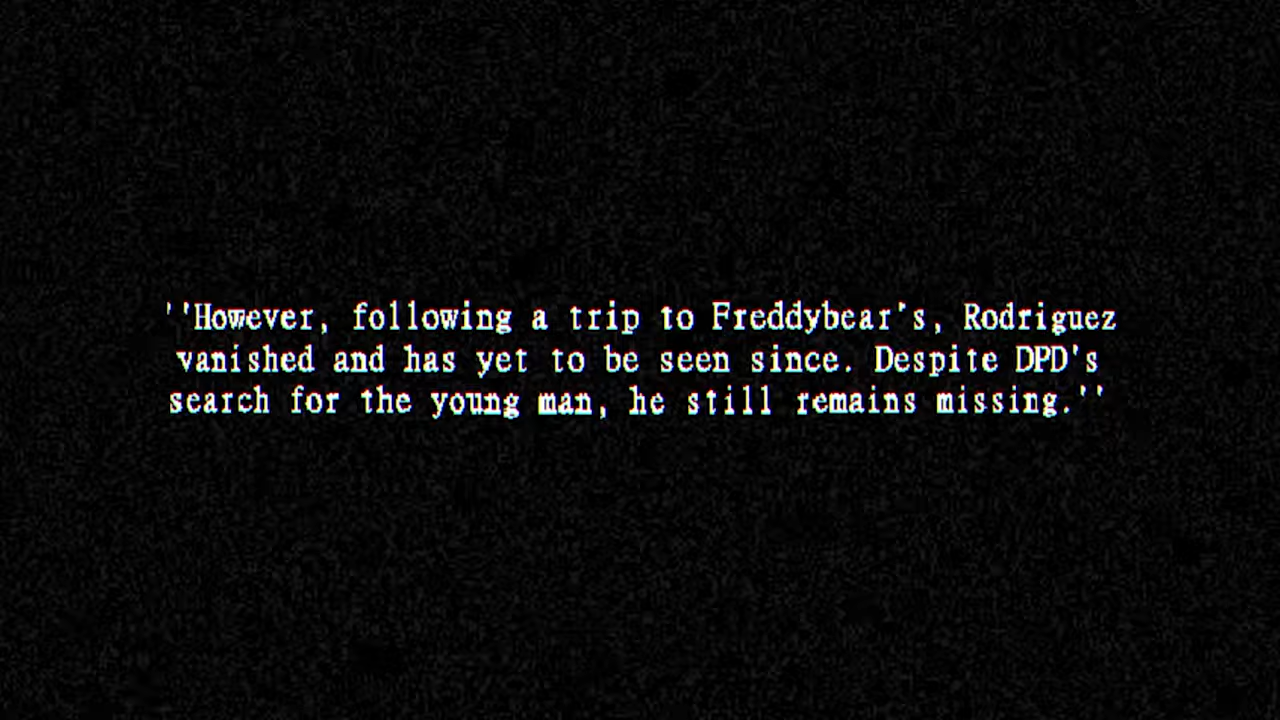 ''However, following a trip to Freddybear's, Rodriguez
vanished and has yet to be seen since. Despite DPD's
search for the young man, he still remains missing.''